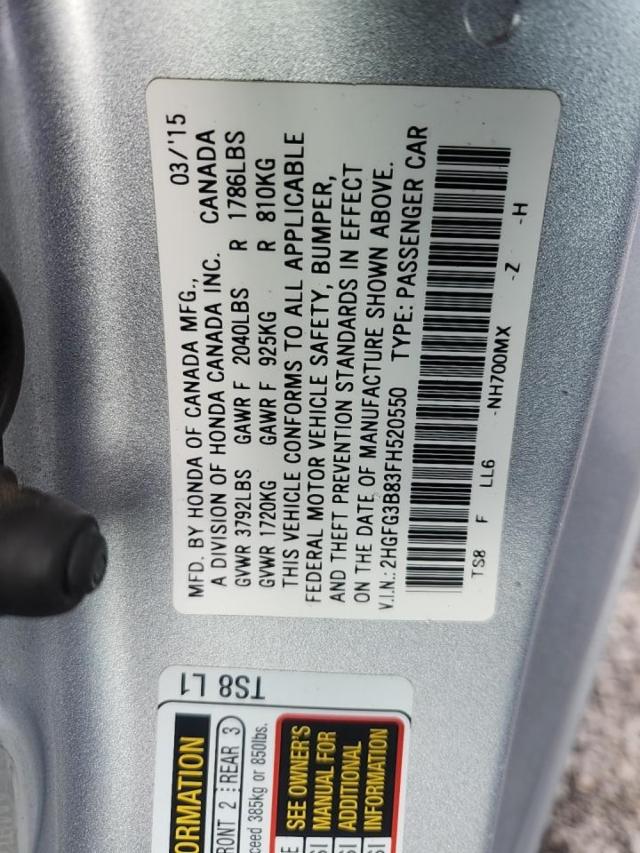 03/'15
MFD. BY HONDA OF CANADA MFG.,
A DIVISION OF HONDA CANADA INC. CANADA
GVWR 3792LBS GAWR F 2040LBS R 1786LBS
GVWR 1720KG GAWR F 925KG R 810KG
THIS VEHICLE CONFORMS TO ALL APPLICABLE
FEDERAL MOTOR VEHICLE SAFETY, BUMPER,
AND THEFT PREVENTION STANDARDS IN EFFECT
ON THE DATE OF MANUFACTURE SHOWN ABOVE.
V.I.N.: 2HGFG3B83FH520550 TYPE: PASSENGER CAR
TS8 F LL6 -NH700MX -Z -H
TS8 L1
ORMATION
RONT 2 REAR 3
ceed 385kg or 850lbs.
SEE OWNER'S
MANUAL FOR
ADDITIONAL
INFORMATION